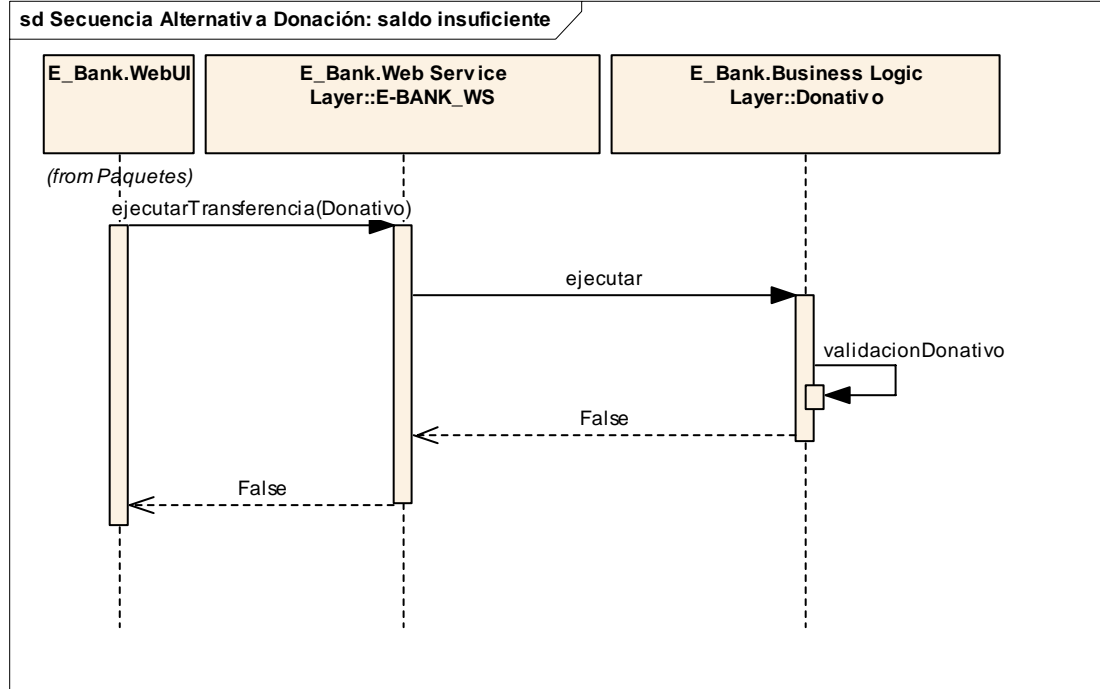 sd Secuencia Alternativa Donación: saldo insuficiente
E_Bank.WebUI
E_Bank.Web Service
Layer::E-BANK_WS
E_Bank.Business Logic
Layer::Donativo
(from Paquetes)
ejecutarTransferencia(Donativo)
ejecutar
validacionDonativo
False
False